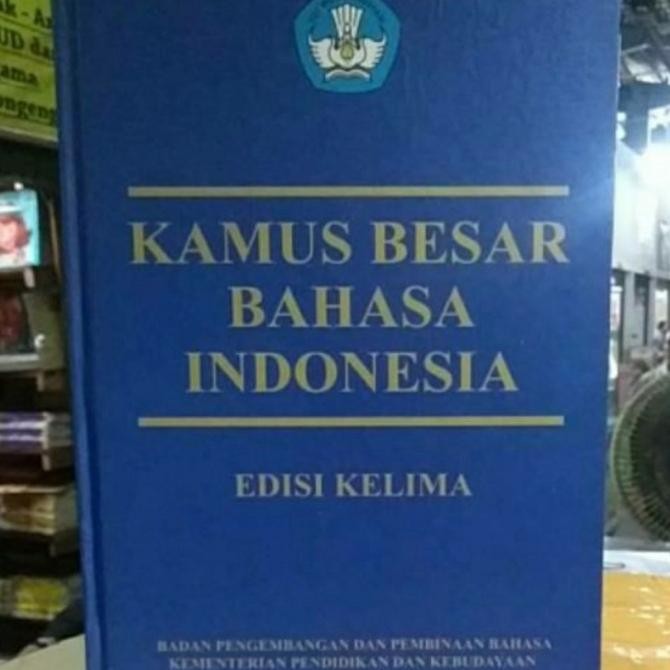 KAMUS BESAR
BAHASA
INDONESIA
EDISI KELIMA
BADAN PENGEMBANGAN DAN PEMBINAAN BAHASA
KEMENTERIAN PENDIDIKAN DAN KEBUDAYAAN